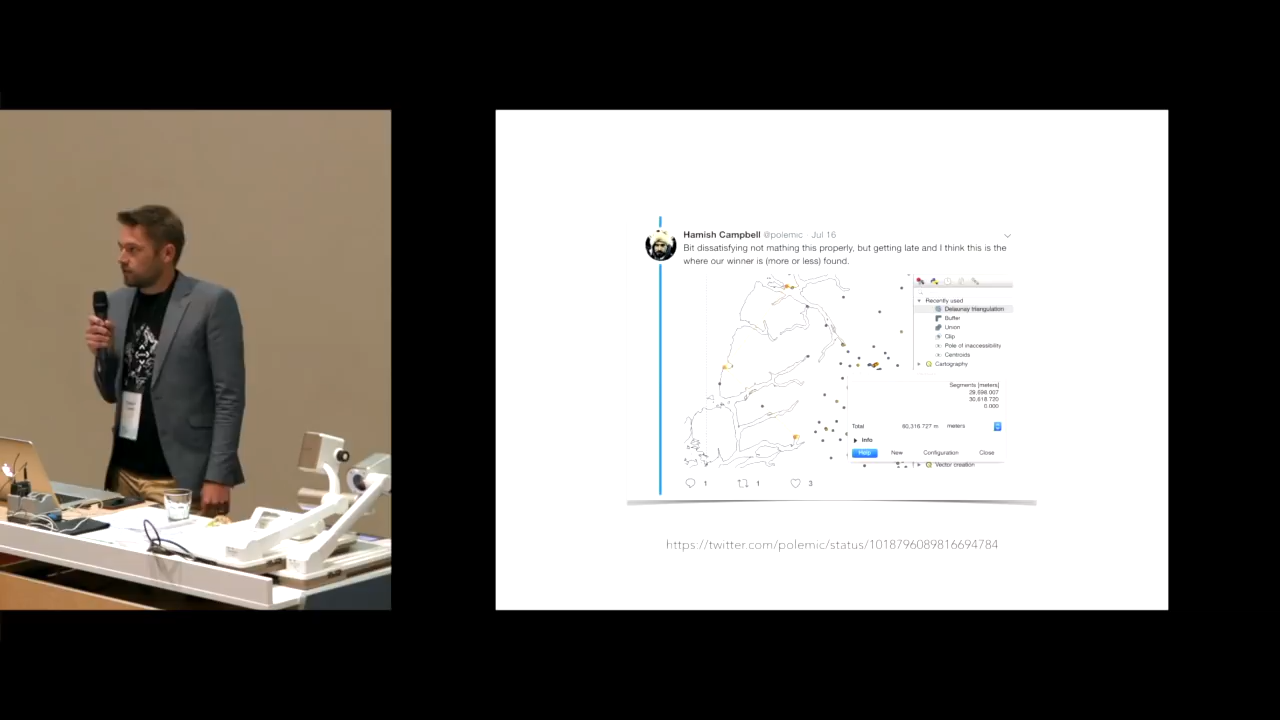 Hamish Campbell @polemic · Jul 16
Bit dissatisfying not mathing this properly, but getting late and I think this is the
where our winner is (more or less) found.
Recently used
Delaunay triangulation
Buffer
Union
Clip
Pole of inaccessibility
Centroids
Cartography
Segments [meters]
29,698.007
30,618.720
0.000
Total 60,316.727 m meters
Info
Help New Configuration Close
Vector creation
1 1 3
https://twitter.com/polemic/status/1018796089816694784